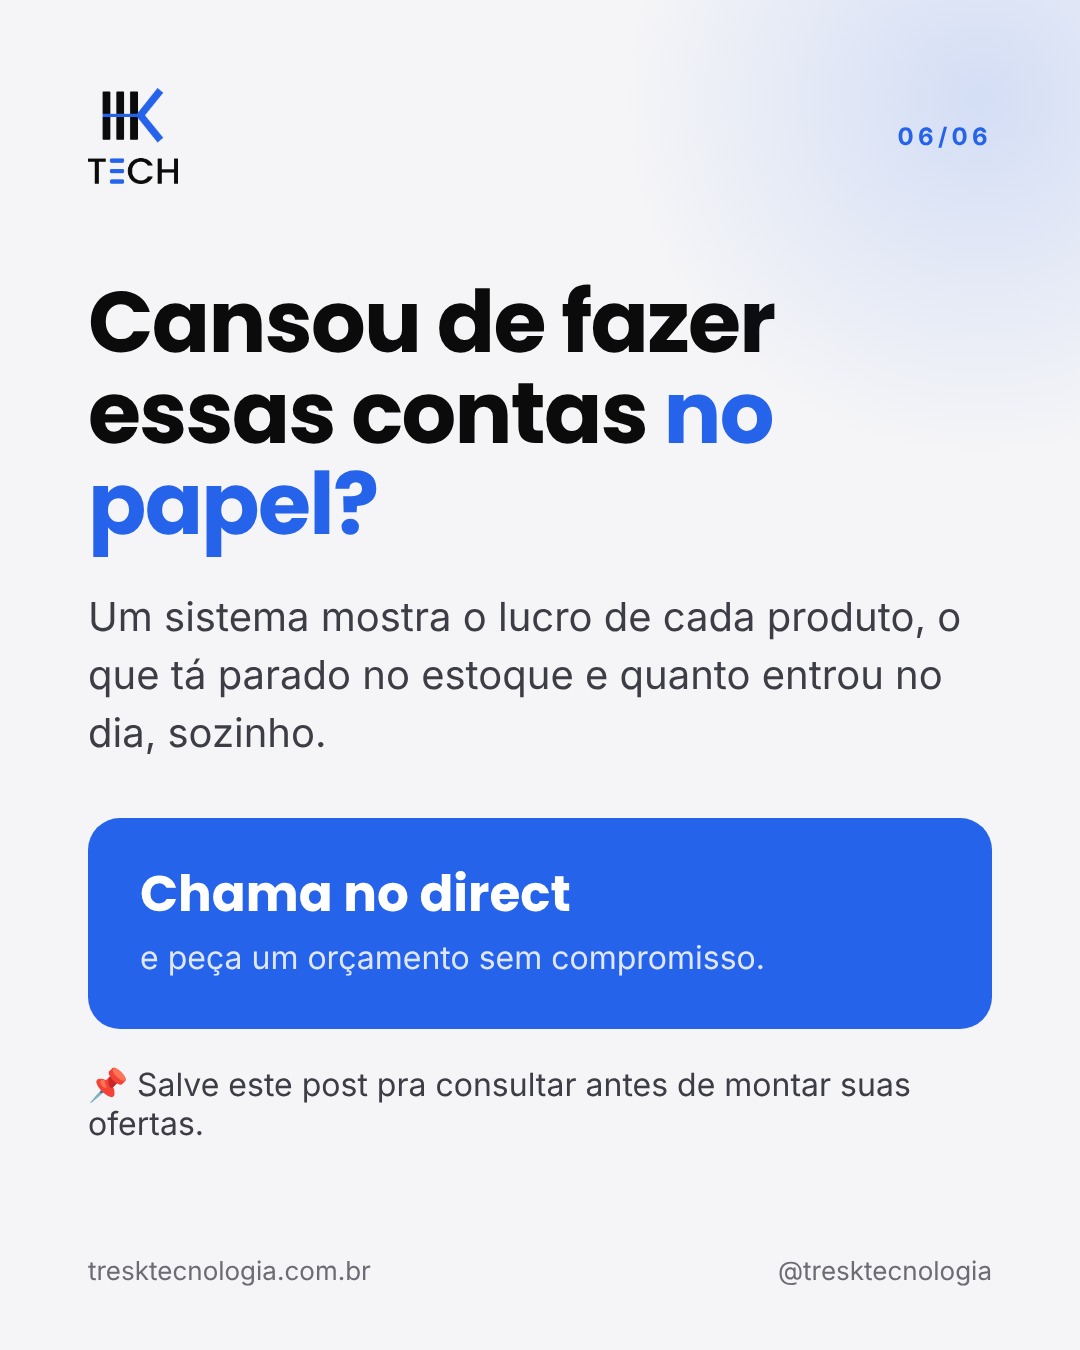 TECH
06/06
Cansou de fazer
essas contas no
papel?
Um sistema mostra o lucro de cada produto, o
que tá parado no estoque e quanto entrou no
dia, sozinho.
Chama no direct
e peça um orçamento sem compromisso.
📌 Salve este post pra consultar antes de montar suas
ofertas.
tresktecnologia.com.br
@tresktecnologia